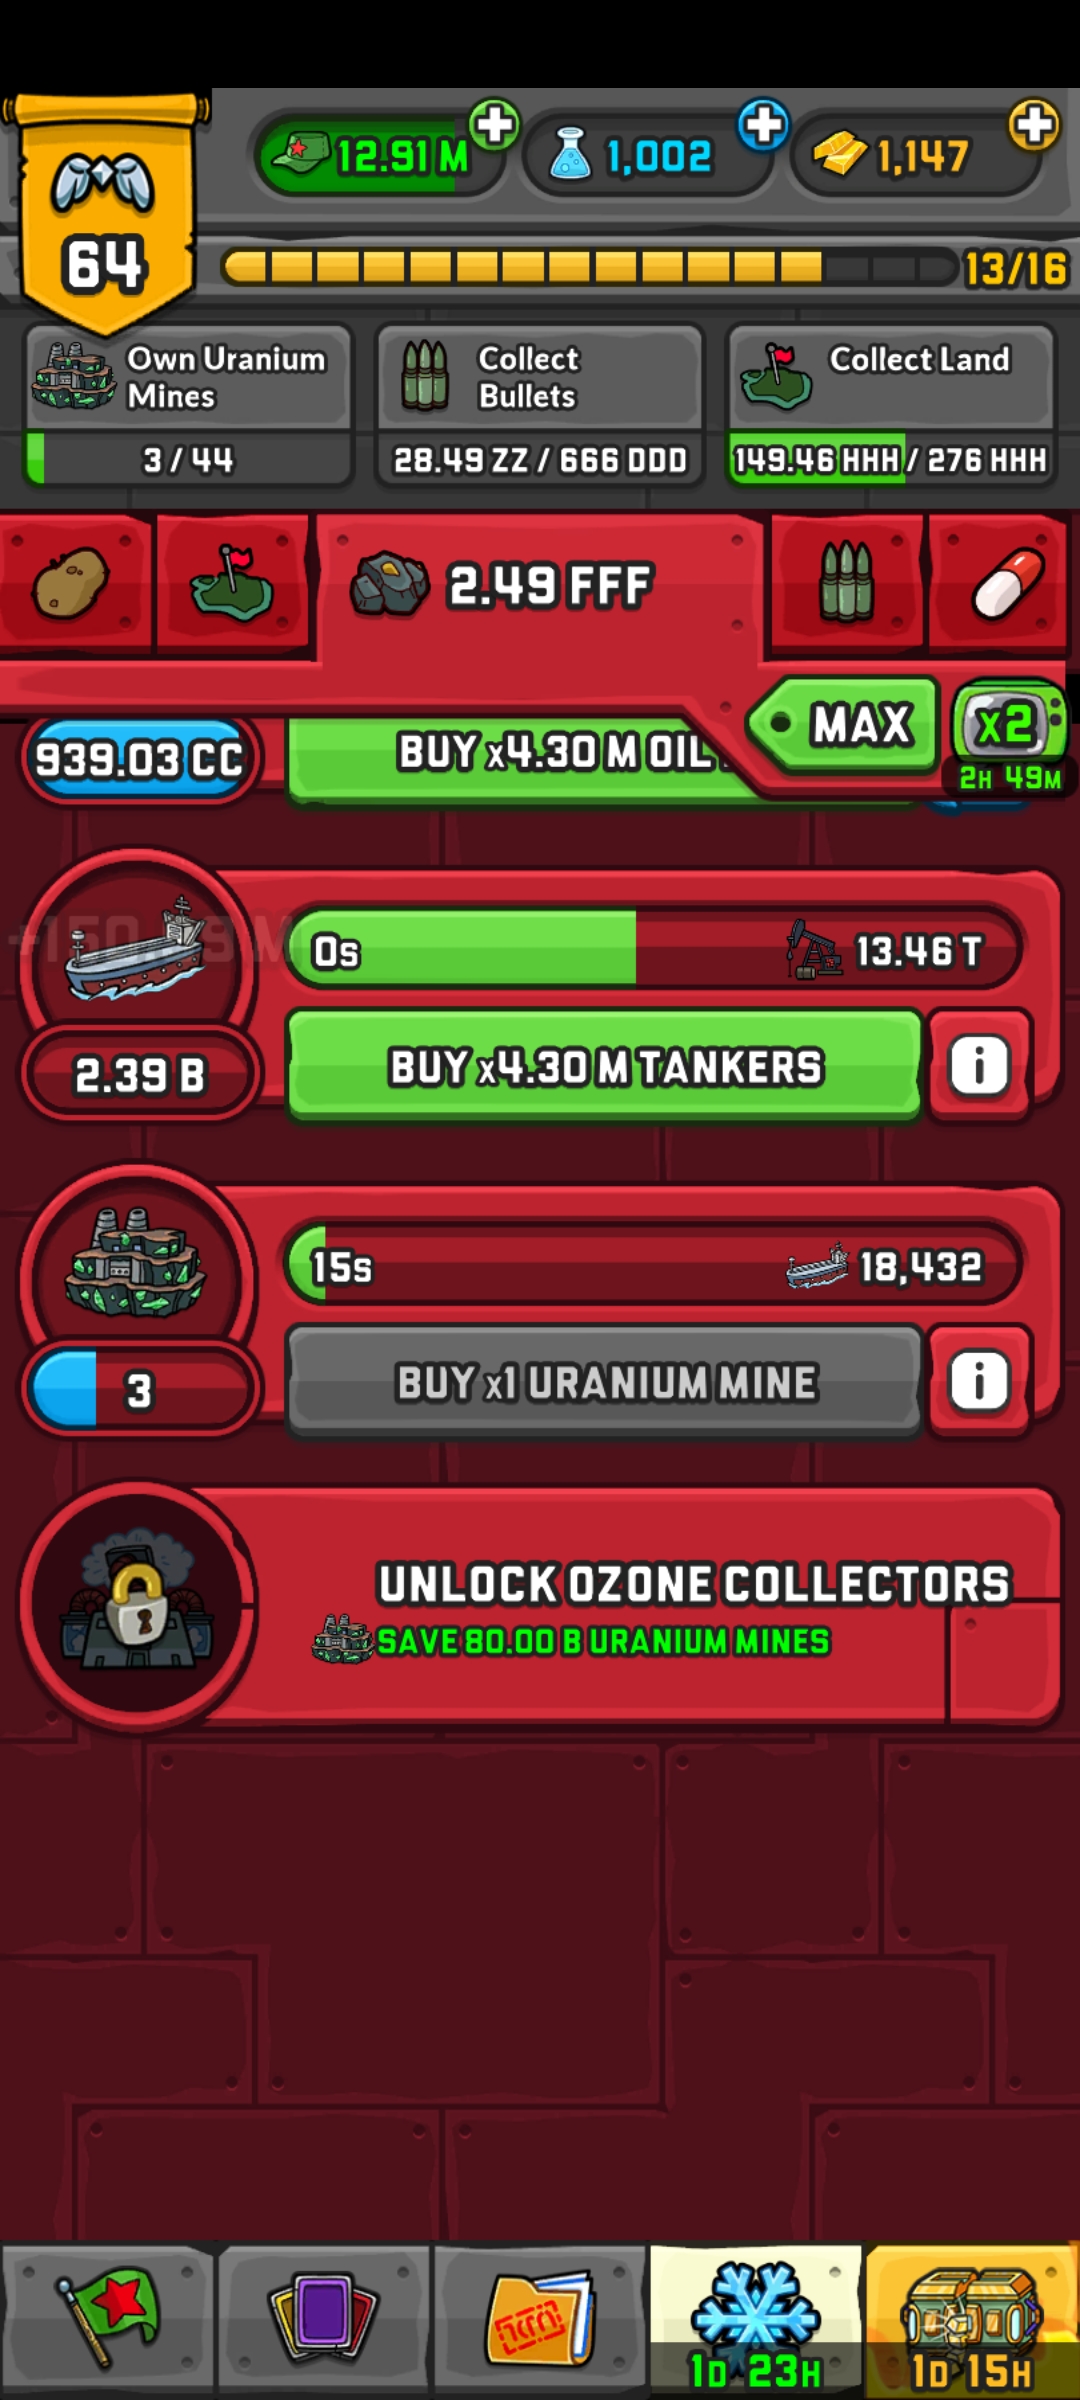 12.91 M
1,002
1,147
64
13/16
Own Uranium
Mines
3 / 44
Collect
Bullets
28.49 ZZ / 666 DDD
Collect Land
149.46 HHH / 276 HHH
2.49 FFF
MAX
x2
2H 49M
939.03 CC
BUY x4.30 M OIL
0s
13.46 T
2.39 B
BUY x4.30 M TANKERS
i
15s
18,432
3
BUY x1 URANIUM MINE
i
UNLOCK OZONE COLLECTORS
SAVE 80.00 B URANIUM MINES
1D 23H
1D 15H